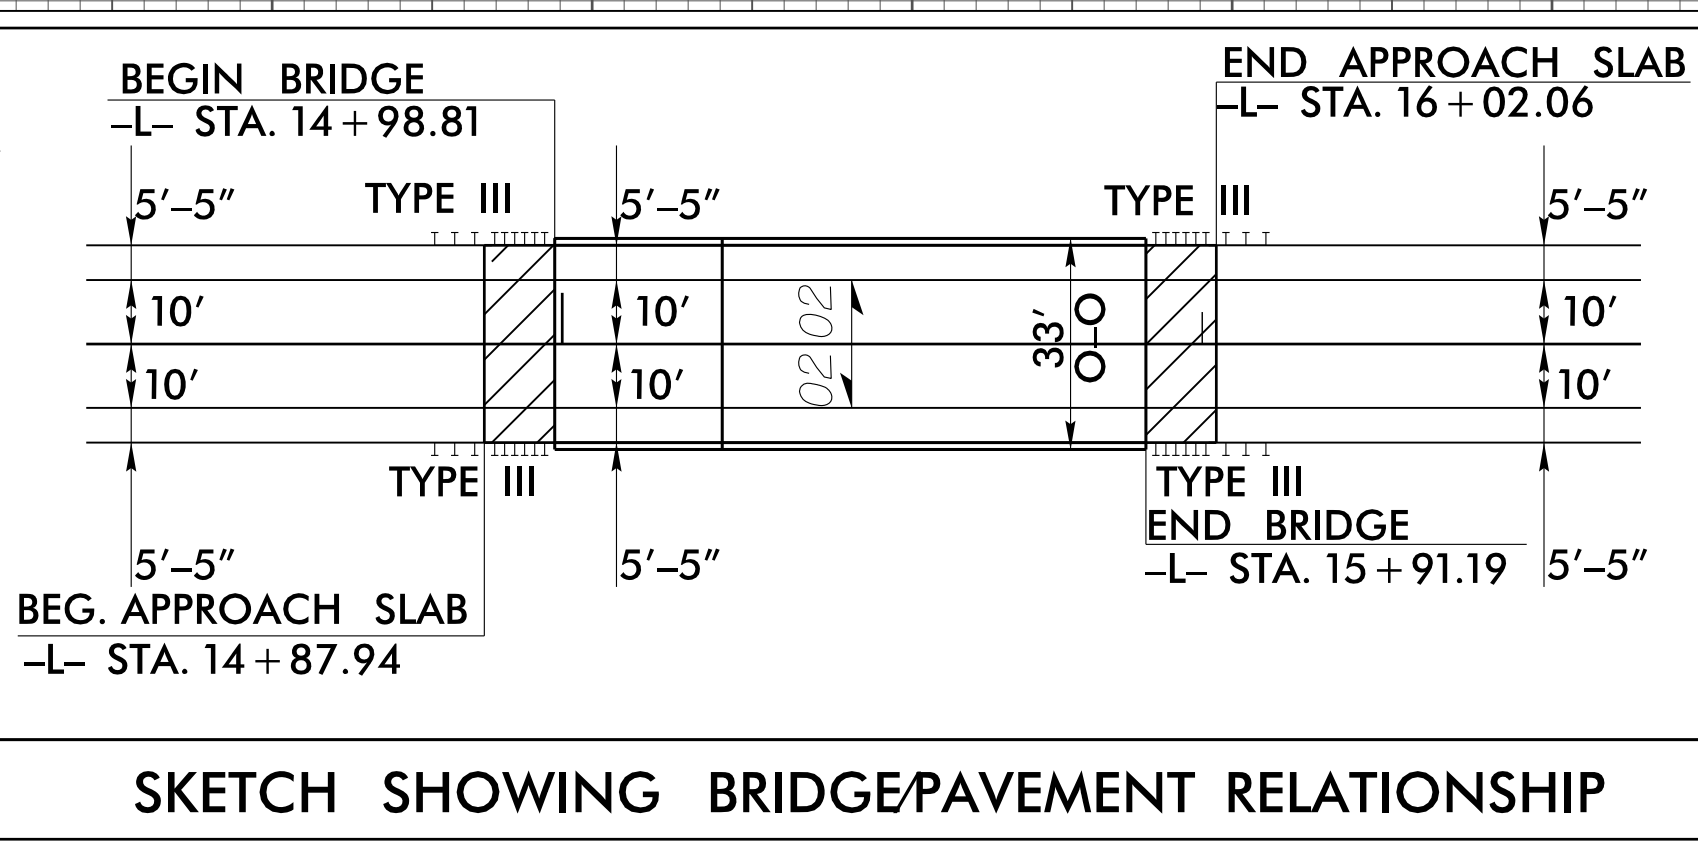 BEGIN BRIDGE
–L– STA. 14+98.81
END APPROACH SLAB
–L– STA. 16+02.06
5'–5"
TYPE III
5'–5"
TYPE III
5'–5"
10'
10'
02 02
33'
O–O
10'
10'
10'
02 02
10'
TYPE III
TYPE III
END BRIDGE
–L– STA. 15+91.19
5'–5"
5'–5"
5'–5"
BEG. APPROACH SLAB
–L– STA. 14+87.94
SKETCH SHOWING BRIDGE/PAVEMENT RELATIONSHIP